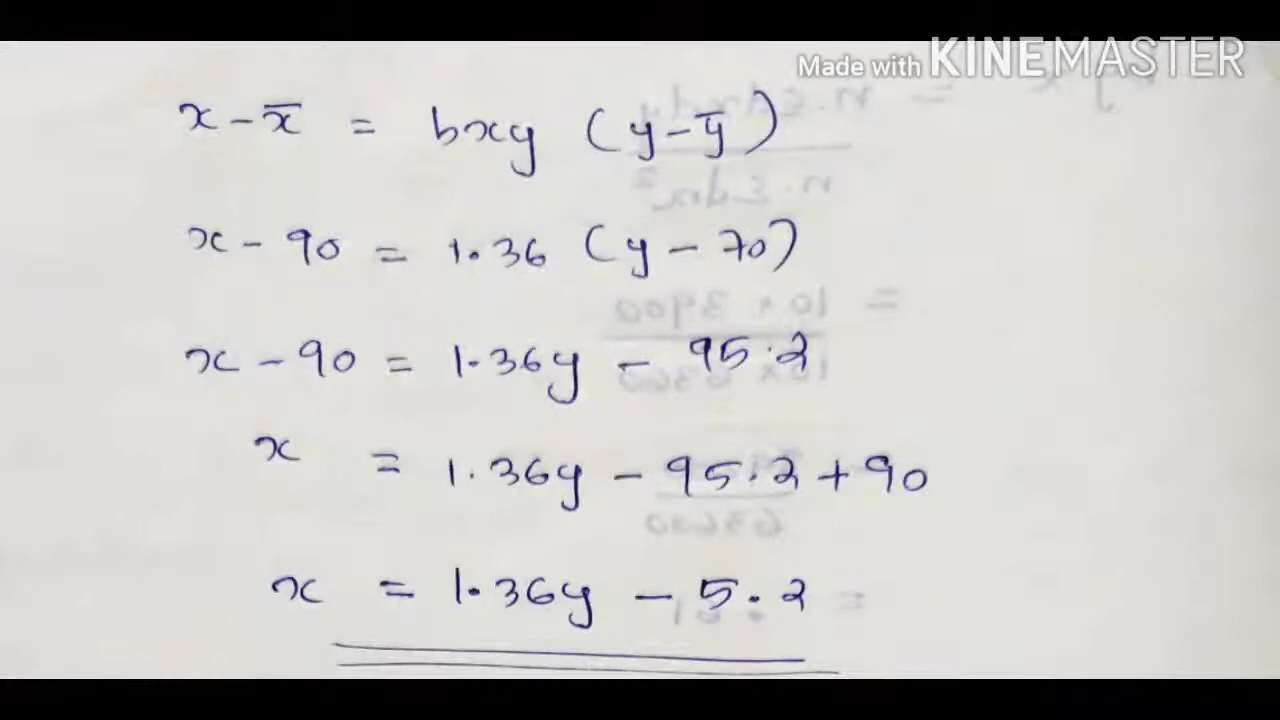 Made with KINEMASTER
x - x̄ = bxy (y - ȳ)
x - 90 = 1.36 (y - 70)
x - 90 = 1.36y - 95.2
x = 1.36y - 95.2 + 90
x = 1.36y - 5.2